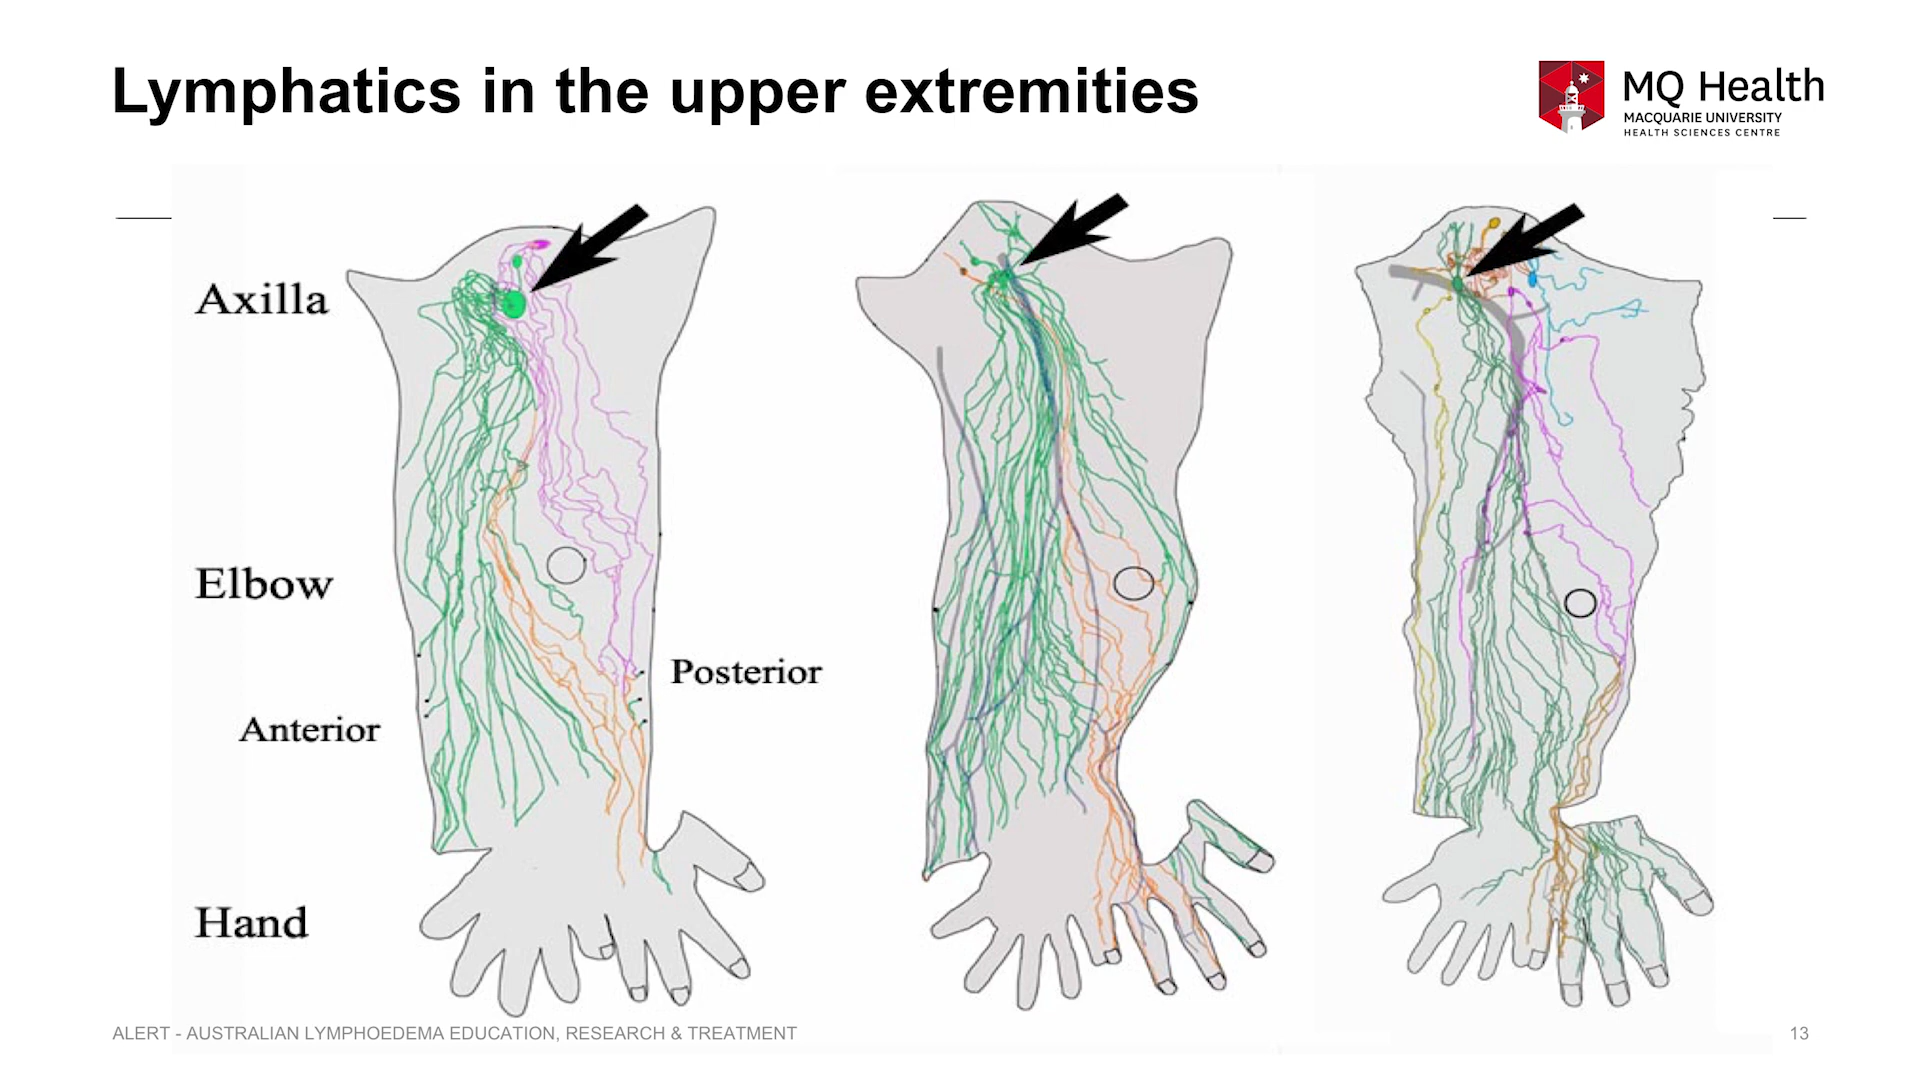 Lymphatics in the upper extremities
MQ Health
MACQUARIE UNIVERSITY
HEALTH SCIENCES CENTRE
Axilla
Elbow
Posterior
Anterior
Hand
ALERT - AUSTRALIAN LYMPHOEDEMA EDUCATION, RESEARCH & TREATMENT
13